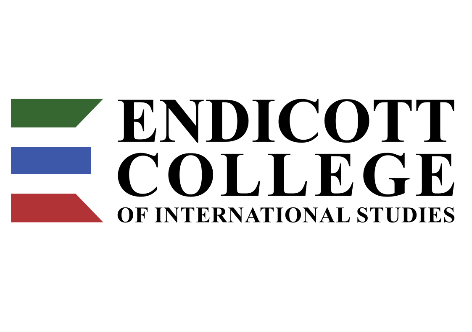 ENDICOTT
COLLEGE
OF INTERNATIONAL STUDIES